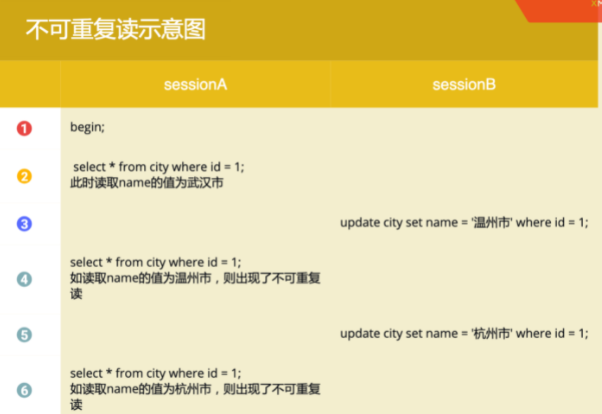 不可重复读示意图
sessionA
sessionB
1
begin;
2
select * from city where id = 1;
此时读取name的值为武汉市
3
update city set name = '温州市' where id = 1;
4
select * from city where id = 1;
如读取name的值为温州市，则出现了不可重复
读
5
update city set name = '杭州市' where id = 1;
6
select * from city where id = 1;
如读取name的值为杭州市，则出现了不可重复
读